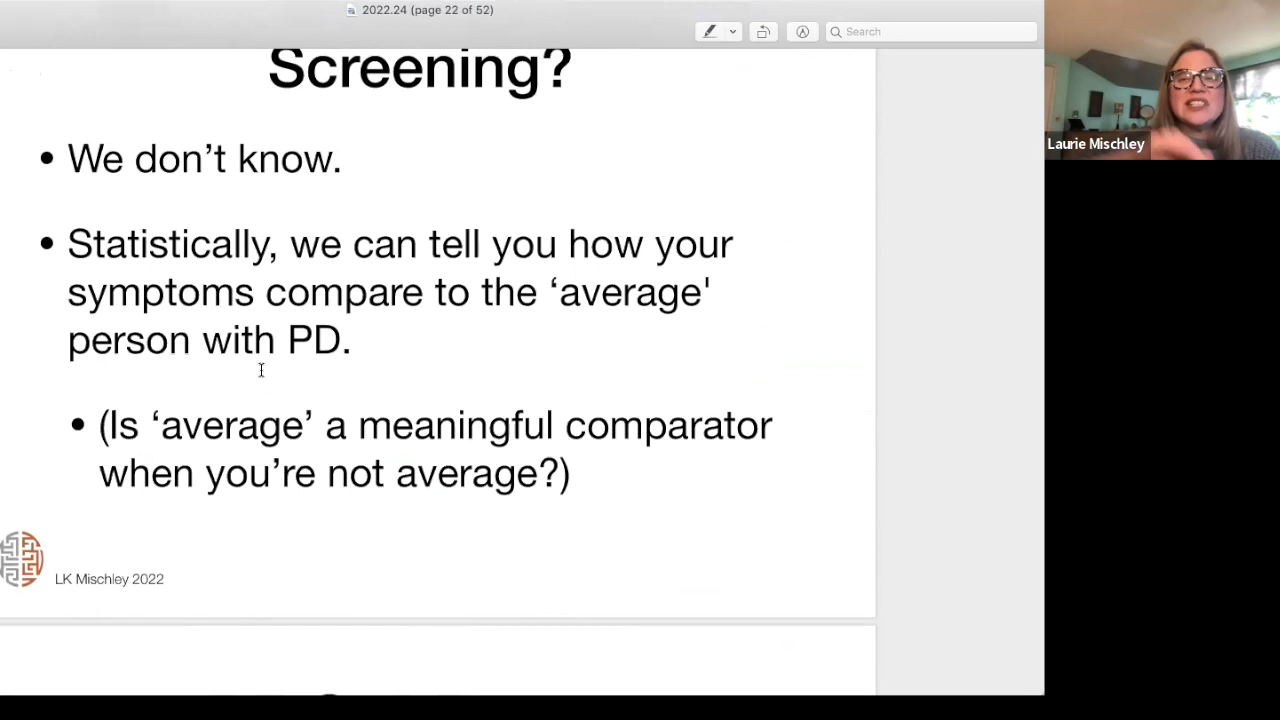 2022.24 (page 22 of 52)
Search
Screening?
• We don’t know.
• Statistically, we can tell you how your
symptoms compare to the ‘average'
person with PD.
• (Is ‘average’ a meaningful comparator
when you’re not average?)
LK Mischley 2022
Laurie Mischley